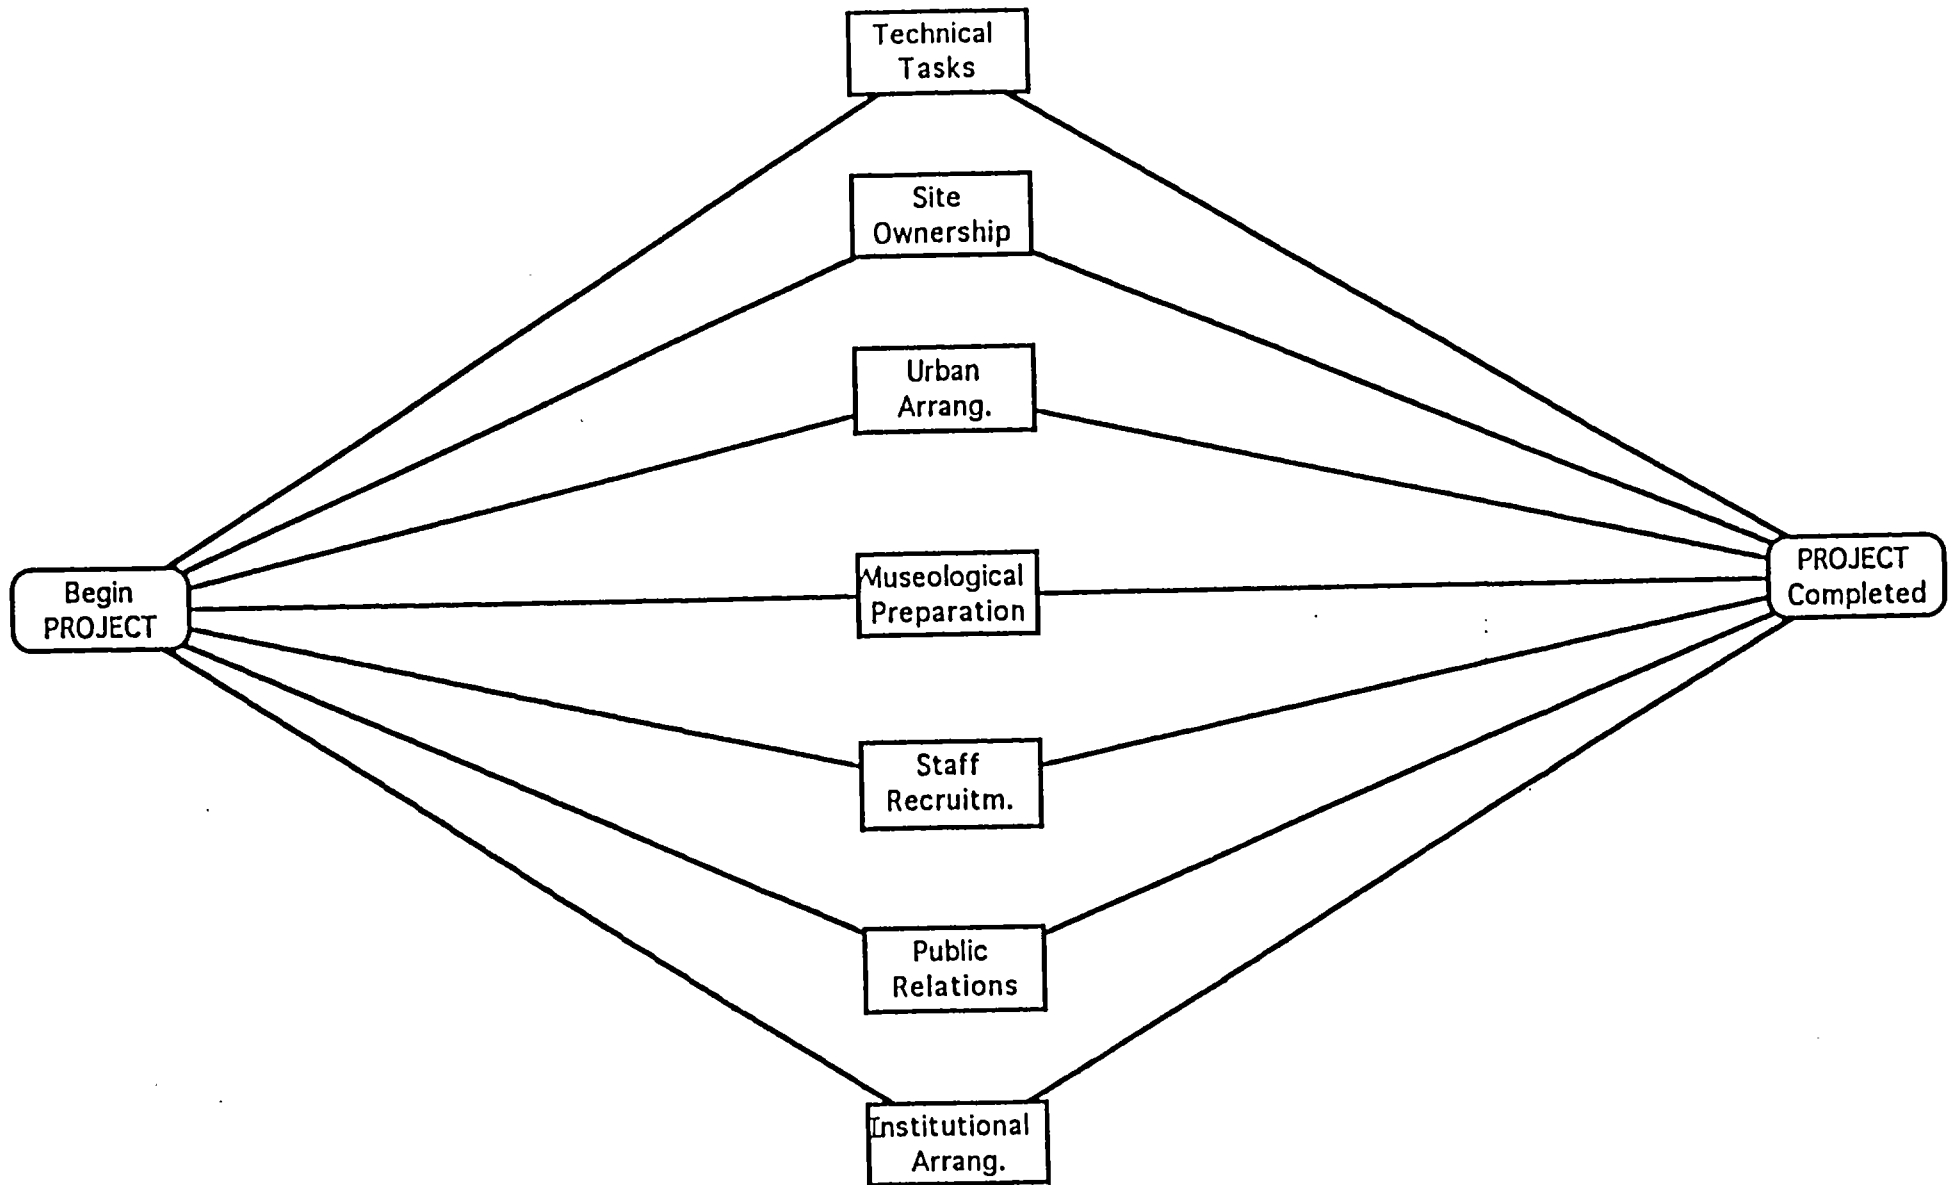 Technical
Tasks
Site
Ownership
Urban
Arrang.
Begin
PROJECT
Museological
Preparation
PROJECT
Completed
Staff
Recruitm.
Public
Relations
Institutional
Arrang.